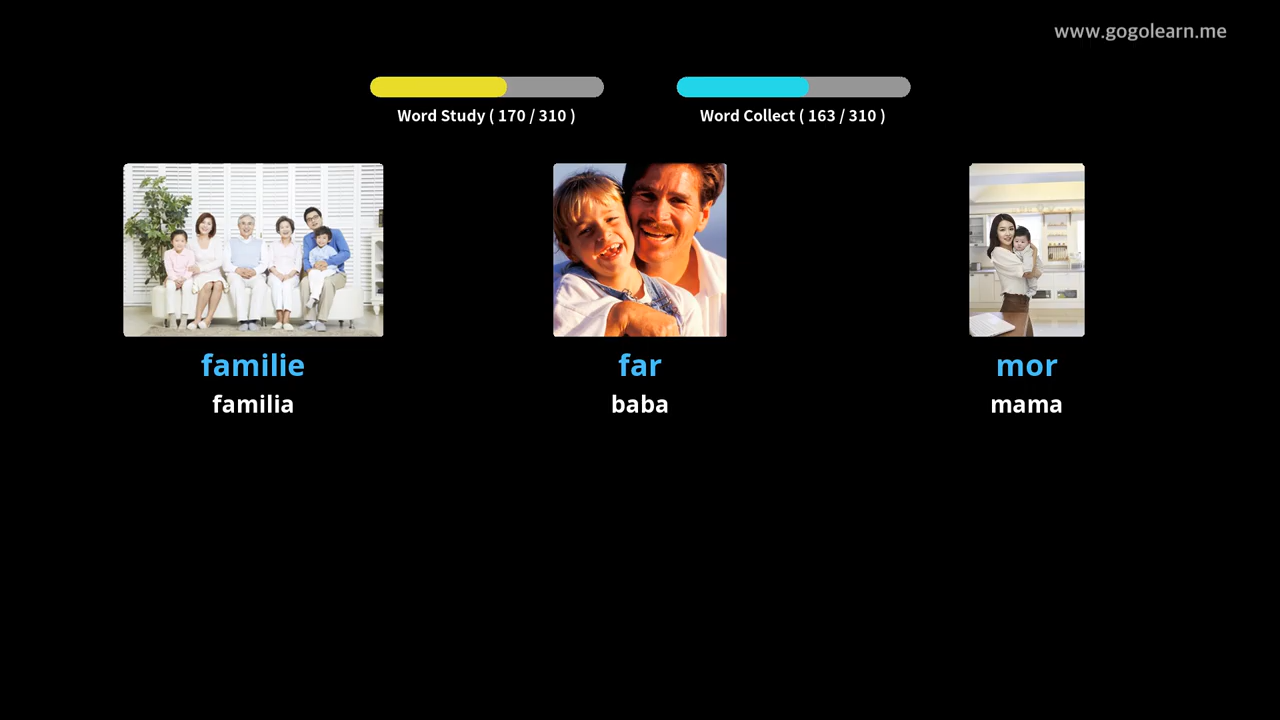 www.gogolearn.me
Word Study ( 170 / 310 )
Word Collect ( 163 / 310 )
familie
familia
far
baba
mor
mama